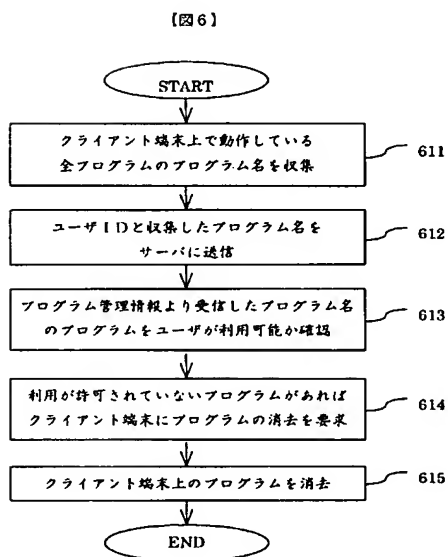 【図6】
START
クライアント端末上で動作している
全プログラムのプログラム名を収集
611
ユーザIDと収集したプログラム名を
サーバに送信
612
プログラム管理情報より受信したプログラム名
のプログラムをユーザが利用可能か確認
613
利用が許可されていないプログラムがあれば
クライアント端末にプログラムの消去を要求
614
クライアント端末上のプログラムを消去
615
END